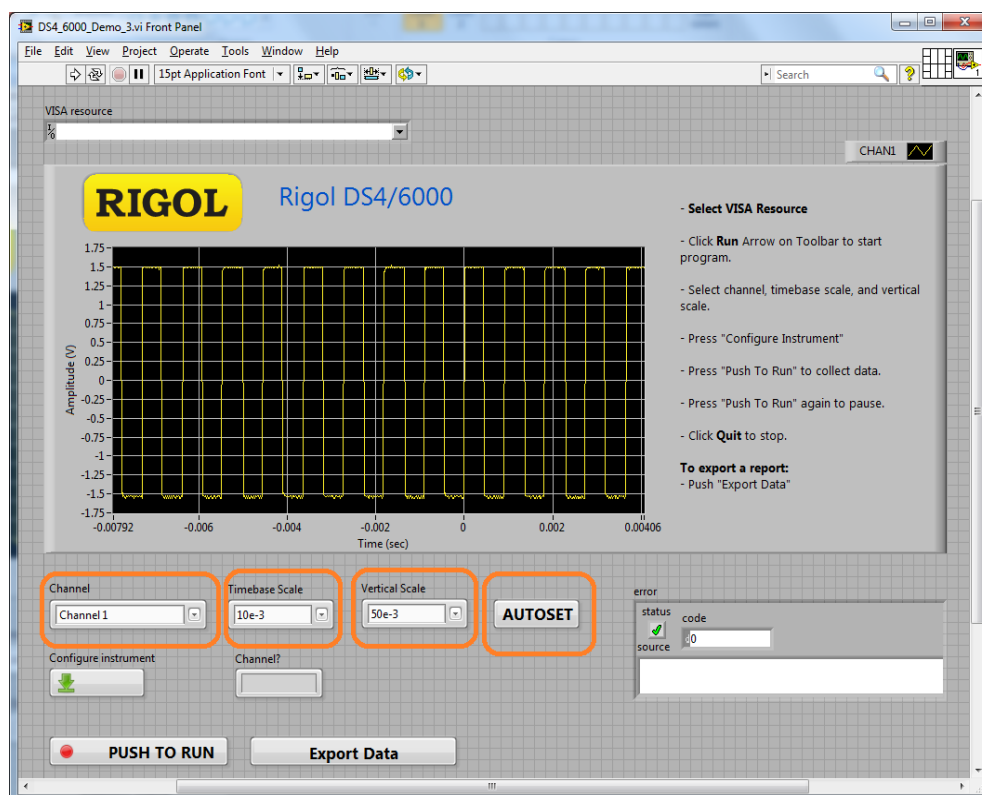 DS4_6000_Demo_3.vi Front Panel
File Edit View Project Operate Tools Window Help
15pt Application Font
Search
1
VISA resource
I/0
CHAN1
RIGOL
Rigol DS4/6000
- Select VISA Resource
- Click Run Arrow on Toolbar to start
program.
- Select channel, timebase scale, and vertical
scale.
- Press "Configure Instrument"
- Press "Push To Run" to collect data.
- Press "Push To Run" again to pause.
- Click Quit to stop.
To export a report:
- Push "Export Data"
1.75
1.5
1.25
1
0.75
0.5
0.25
0
-0.25
-0.5
-0.75
-1
-1.25
-1.5
-1.75
Amplitude (V)
-0.00792 -0.006 -0.004 -0.002 0 0.002 0.00406
Time (sec)
Channel Timebase Scale Vertical Scale
Channel 1 10e-3 50e-3 AUTOSET
Configure instrument Channel?
error
status code
0
source
PUSH TO RUN Export Data